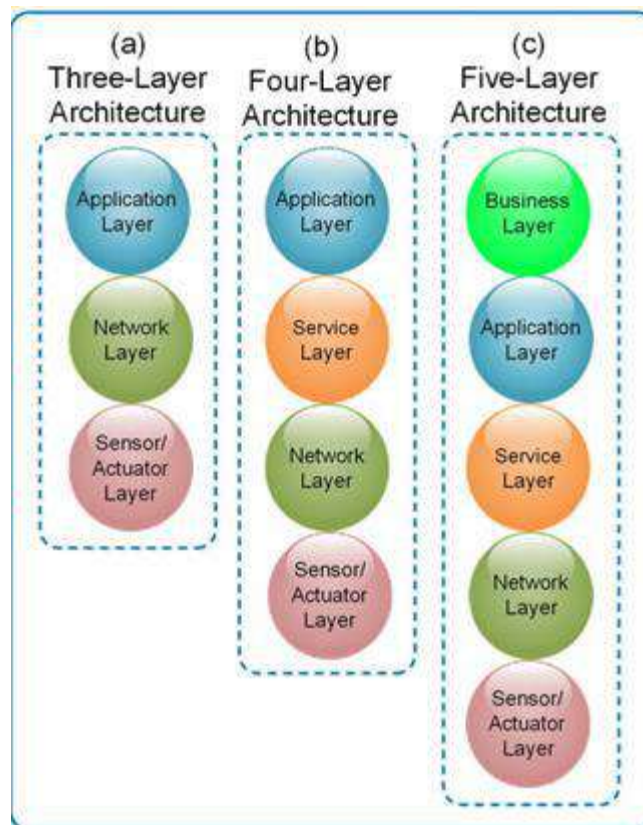 (a)
Three-Layer
Architecture
Application
Layer
Network
Layer
Sensor/
Actuator
Layer
(b)
Four-Layer
Architecture
Application
Layer
Service
Layer
Network
Layer
Sensor/
Actuator
Layer
(c)
Five-Layer
Architecture
Business
Layer
Application
Layer
Service
Layer
Network
Layer
Sensor/
Actuator
Layer